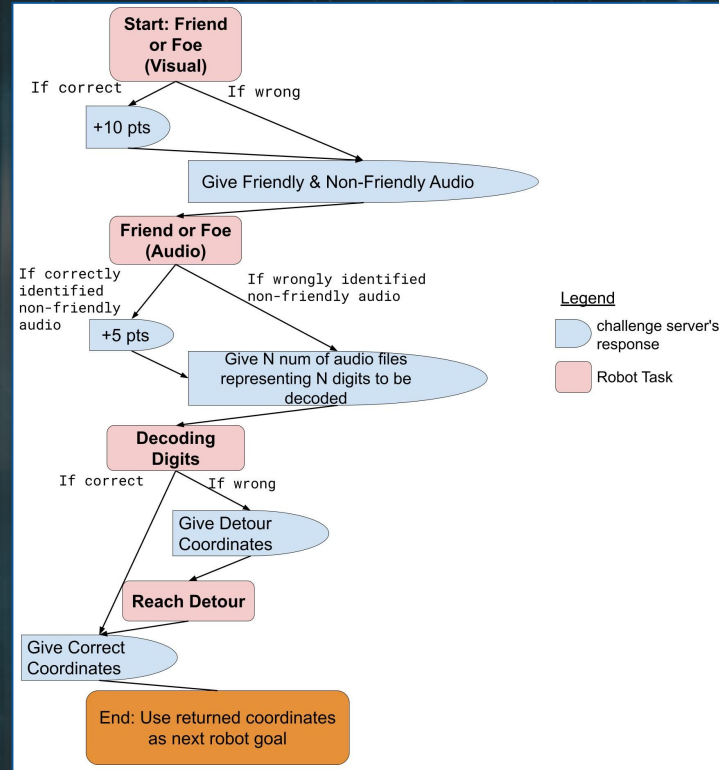 Start: Friend
or Foe
(Visual)
If correct
If wrong
+10 pts
Give Friendly & Non-Friendly Audio
Friend or Foe
(Audio)
If correctly
identified
non-friendly
audio
If wrongly identified
non-friendly audio
+5 pts
Give N num of audio files
representing N digits to be
decoded
Legend
challenge server's
response
Robot Task
Decoding
Digits
If correct
If wrong
Give Detour
Coordinates
Reach Detour
Give Correct
Coordinates
End: Use returned coordinates
as next robot goal